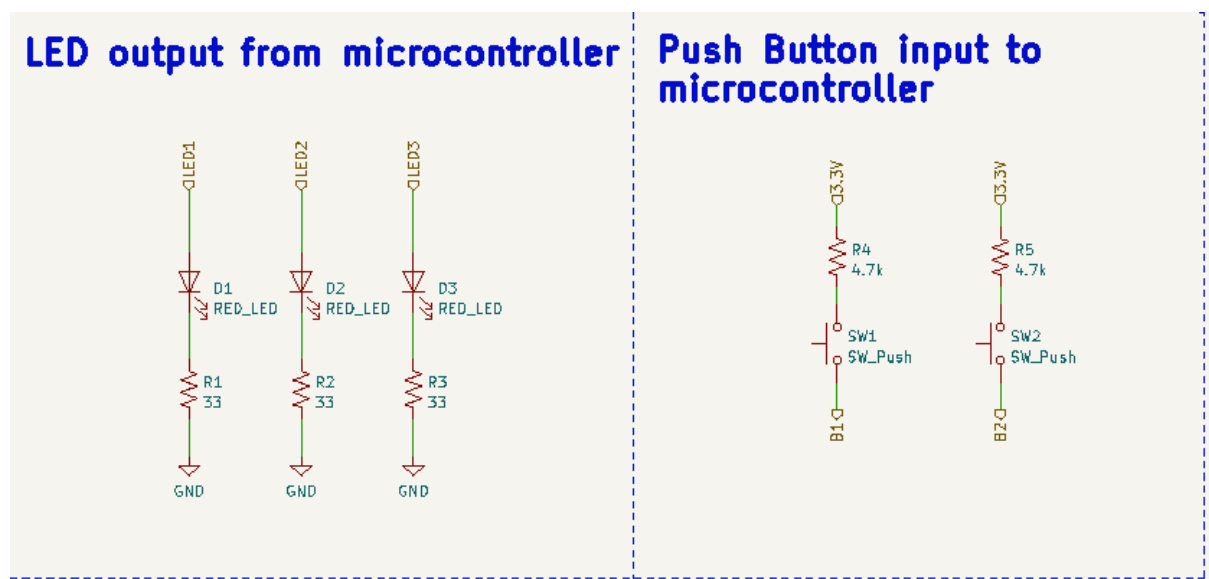 LED output from microcontroller
Push Button input to
microcontroller
LED1
LED2
LED3
D1
RED_LED
D2
RED_LED
D3
RED_LED
R1
33
R2
33
R3
33
GND
GND
GND
3.3V
3.3V
R4
4.7k
R5
4.7k
SW1
SW_Push
SW2
SW_Push
B1
B2